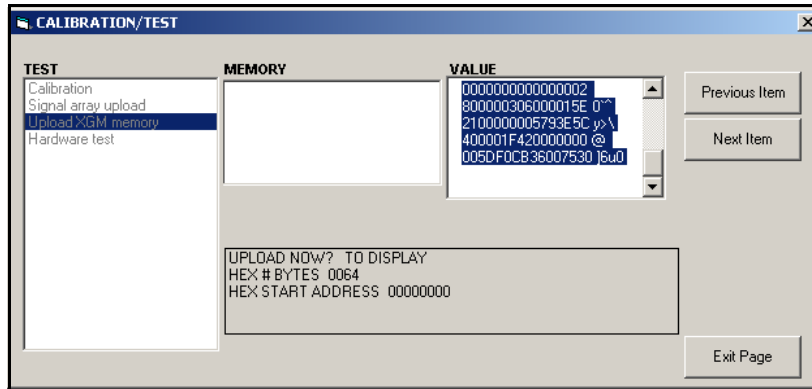 CALIBRATION/TEST
TEST
Calibration
Signal array upload
Upload XGM memory
Hardware test
MEMORY
VALUE
0000000000000002
800000306000015E 0`^
2100000005793E5C y>\
400001F420000000 @
005DF0CB36007530 ]6u0
Previous Item
Next Item
UPLOAD NOW? TO DISPLAY
HEX # BYTES 0064
HEX START ADDRESS 00000000
Exit Page